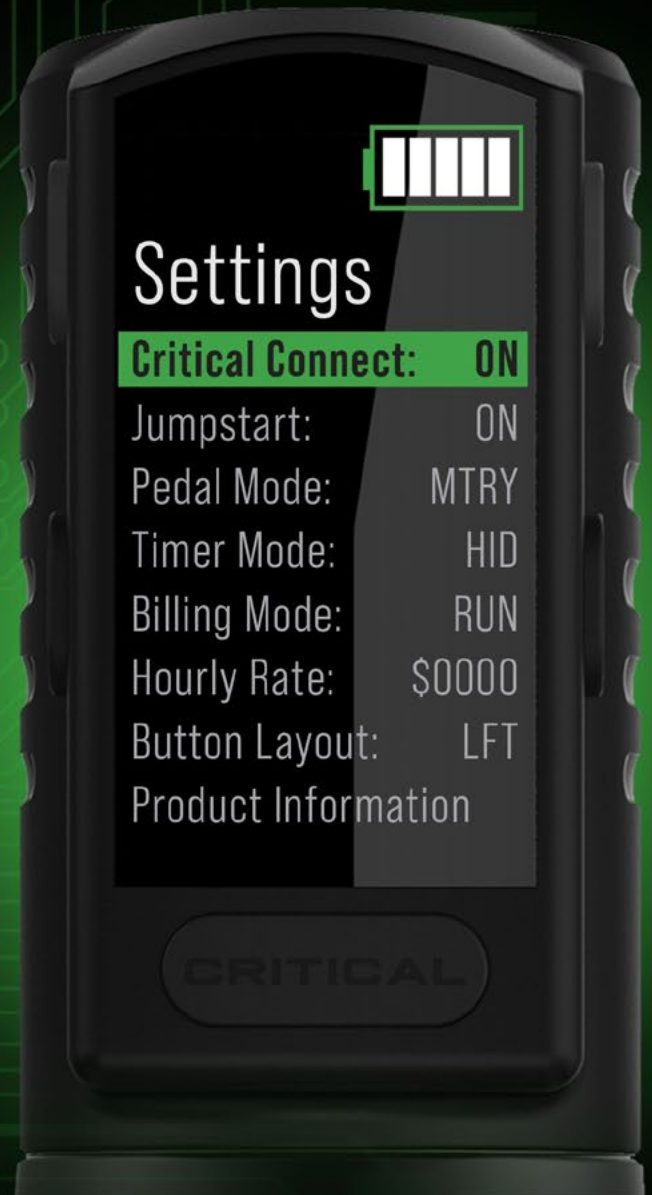 Settings
Critical Connect: ON
Jumpstart: ON
Pedal Mode: MTRY
Timer Mode: HID
Billing Mode: RUN
Hourly Rate: $0000
Button Layout: LFT
Product Information
CRITICAL